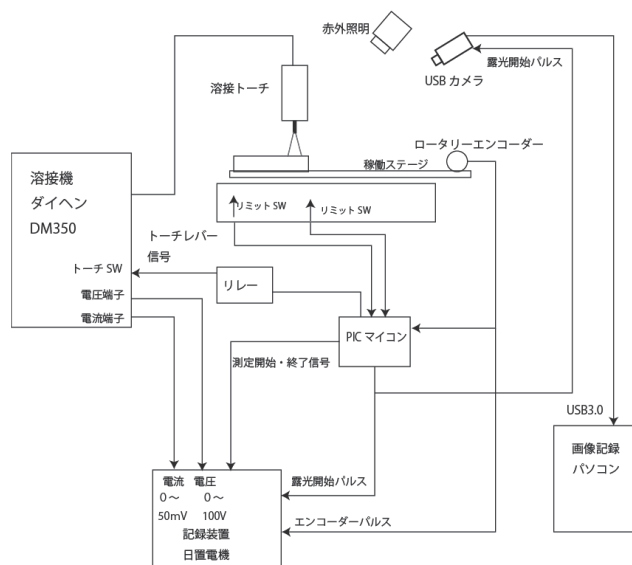 赤外照明
露光開始パルス
USB カメラ
溶接トーチ
ロータリーエンコーダー
稼働ステージ
溶接機
ダイヘン
DM350
リミット SW
リミット SW
トーチレバー
信号
トーチ SW
リレー
電圧端子
電流端子
PIC マイコン
測定開始・終了信号
USB3.0
画像記録
パソコン
電流 電圧
0～ 0～
50mV 100V
記録装置
日置電機
露光開始パルス
エンコーダーパルス